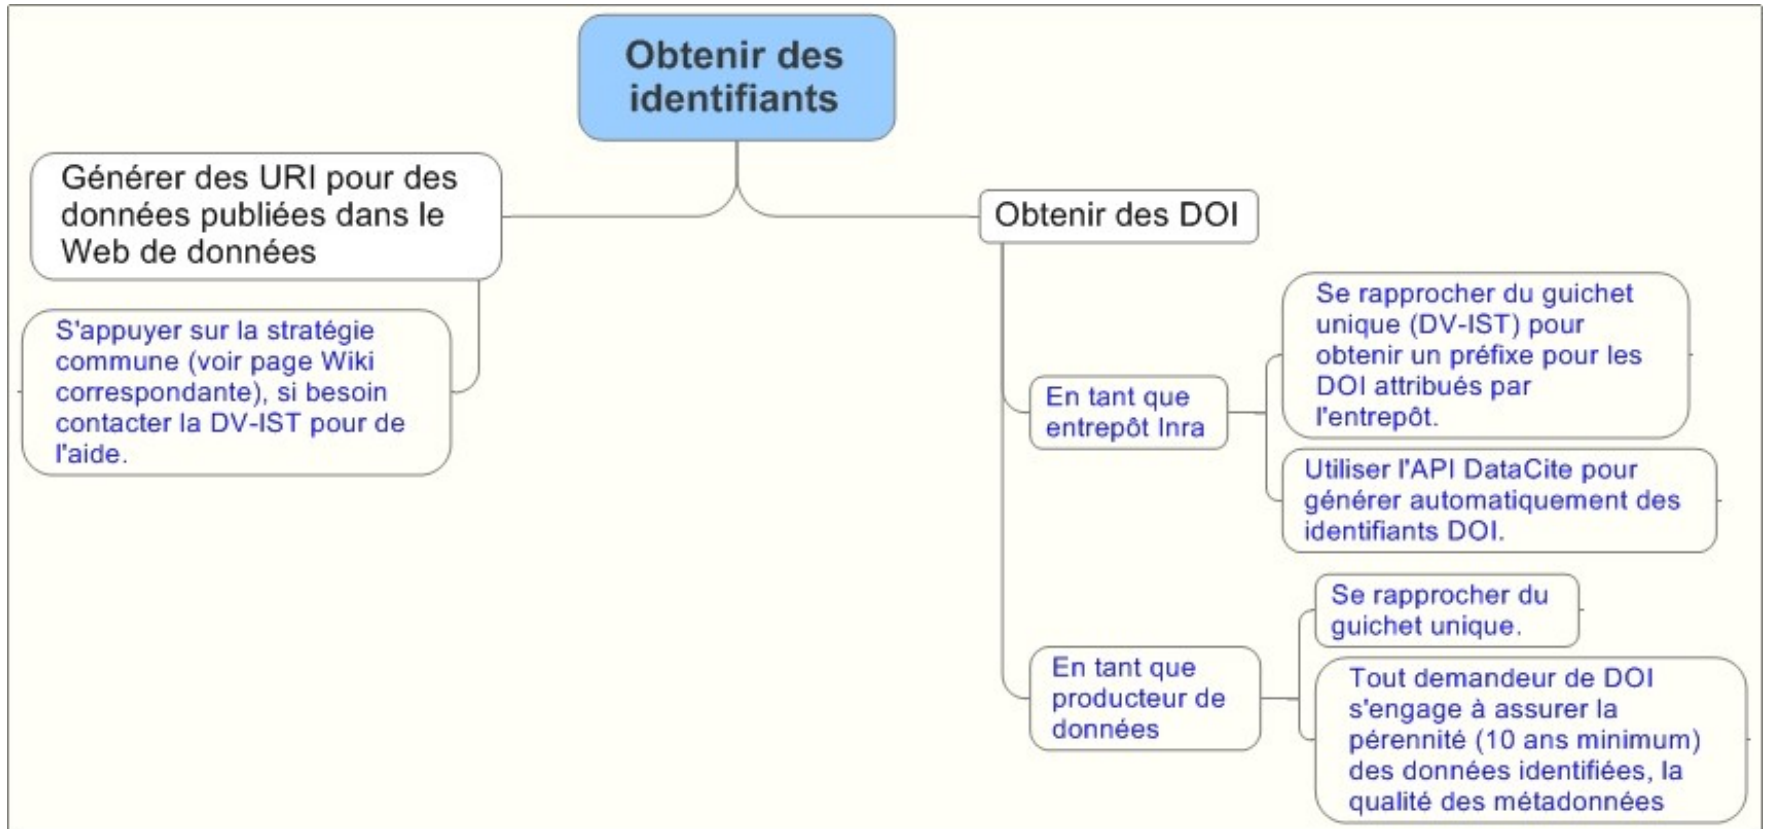 Obtenir des
identifiants
Générer des URI pour des
données publiées dans le
Web de données
S'appuyer sur la stratégie
commune (voir page Wiki
correspondante), si besoin
contacter la DV-IST pour de
l'aide.
Obtenir des DOI
En tant que
entrepôt Inra
Se rapprocher du guichet
unique (DV-IST) pour
obtenir un préfixe pour les
DOI attribués par
l'entrepôt.
Utiliser l'API DataCite pour
générer automatiquement des
identifiants DOI.
En tant que
producteur de
données
Se rapprocher du
guichet unique.
Tout demandeur de DOI
s'engage à assurer la
pérennité (10 ans minimum)
des données identifiées, la
qualité des métadonnées